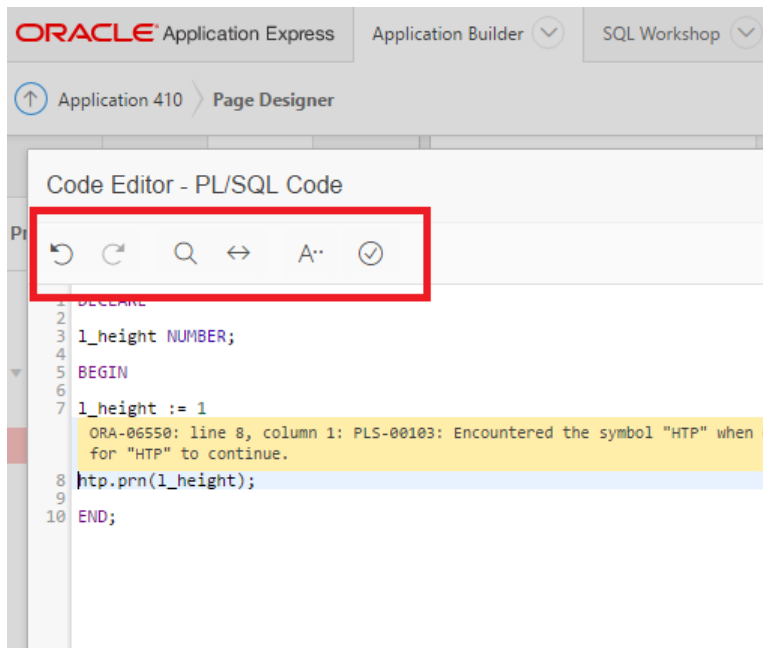 ORACLE Application Express Application Builder SQL Workshop
Application 410 Page Designer
Code Editor - PL/SQL Code
Pr
A··
1 DECLARE
2
3 l_height NUMBER;
4
5 BEGIN
6
7 l_height := 1
ORA-06550: line 8, column 1: PLS-00103: Encountered the symbol "HTP" when
for "HTP" to continue.
8 htp.prn(l_height);
9
10 END;